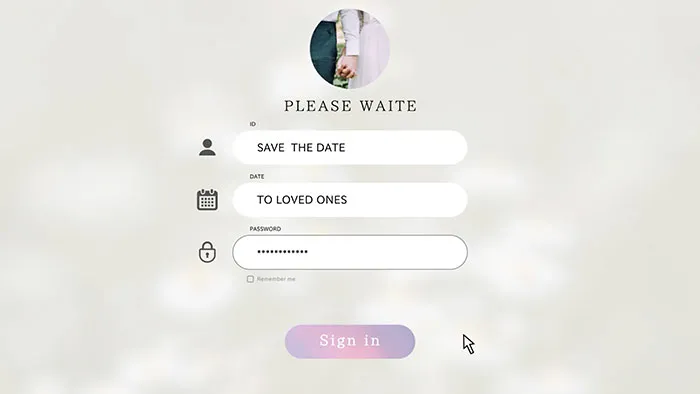 PLEASE WAITE
ID
SAVE THE DATE
DATE
TO LOVED ONES
PASSWORD
••••••••••••
Remember me
Sign in